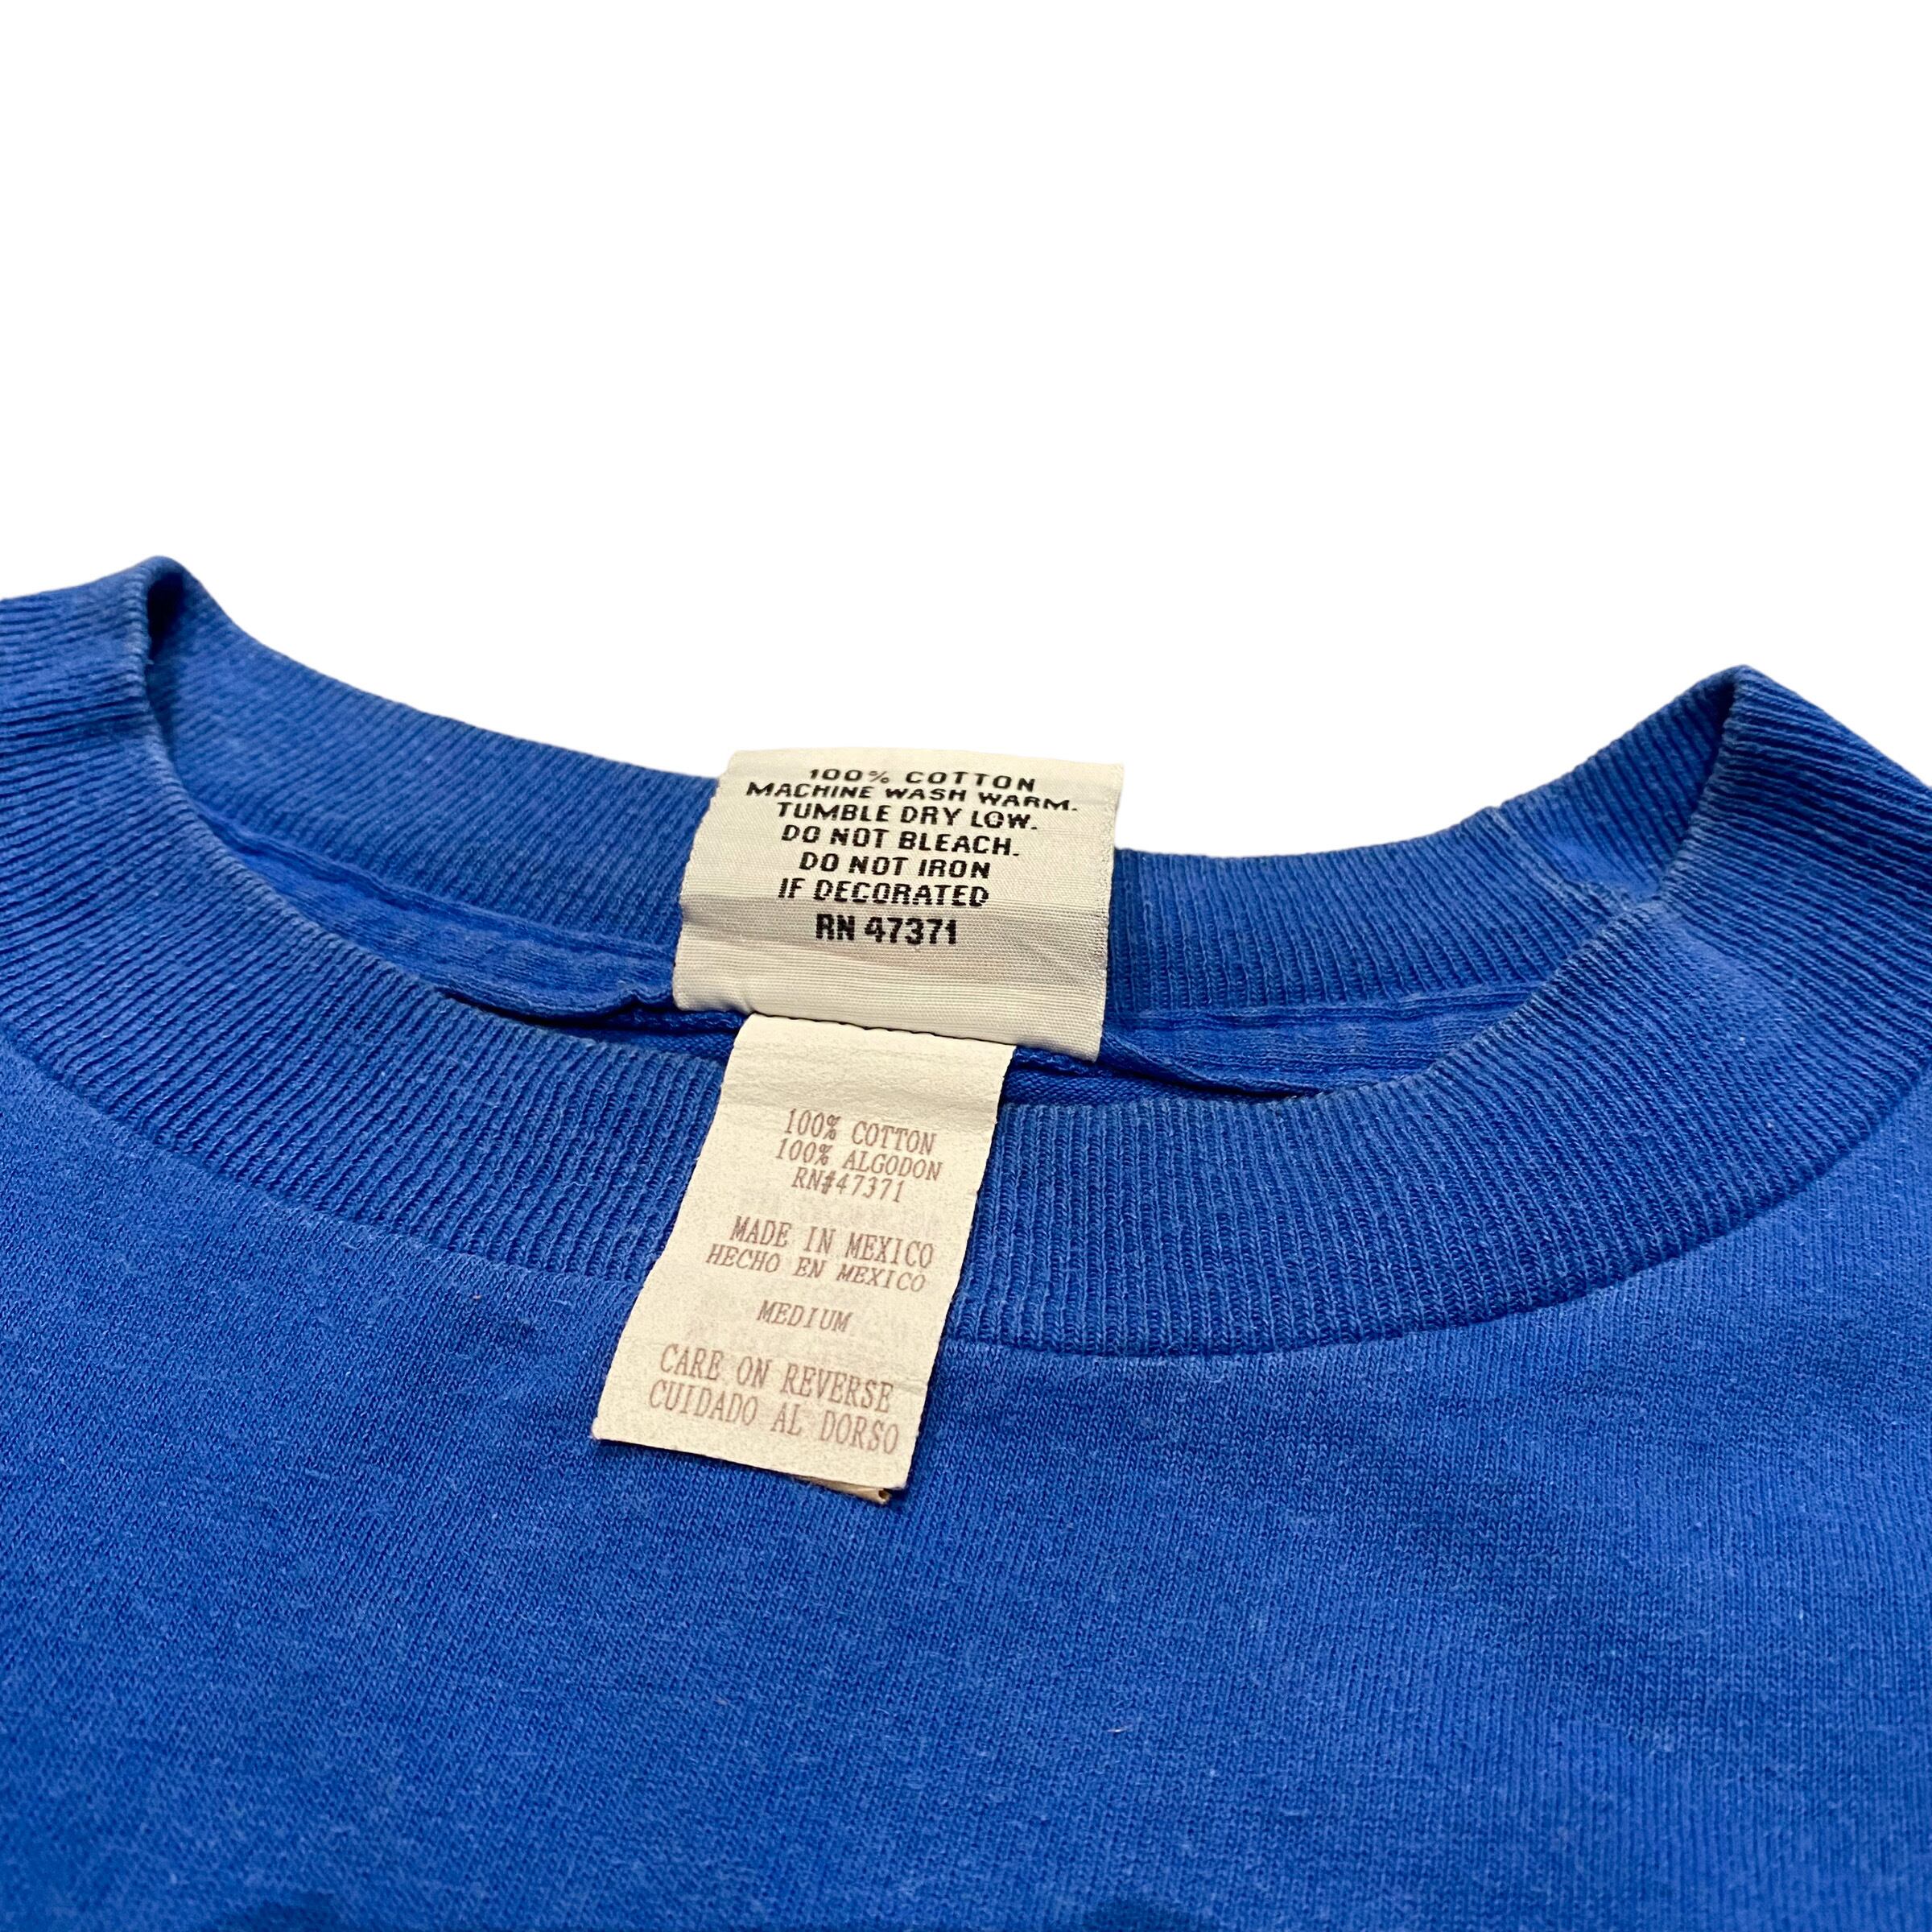 100% COTTON
MACHINE WASH WARM.
TUMBLE DRY LOW.
DO NOT BLEACH.
DO NOT IRON
IF DECORATED
RN 47371
100% COTTON
100% ALGODON
RN#47371
MADE IN MEXICO
HECHO EN MEXICO
MEDIUM
CARE ON REVERSE
CUIDADO AL DORSO